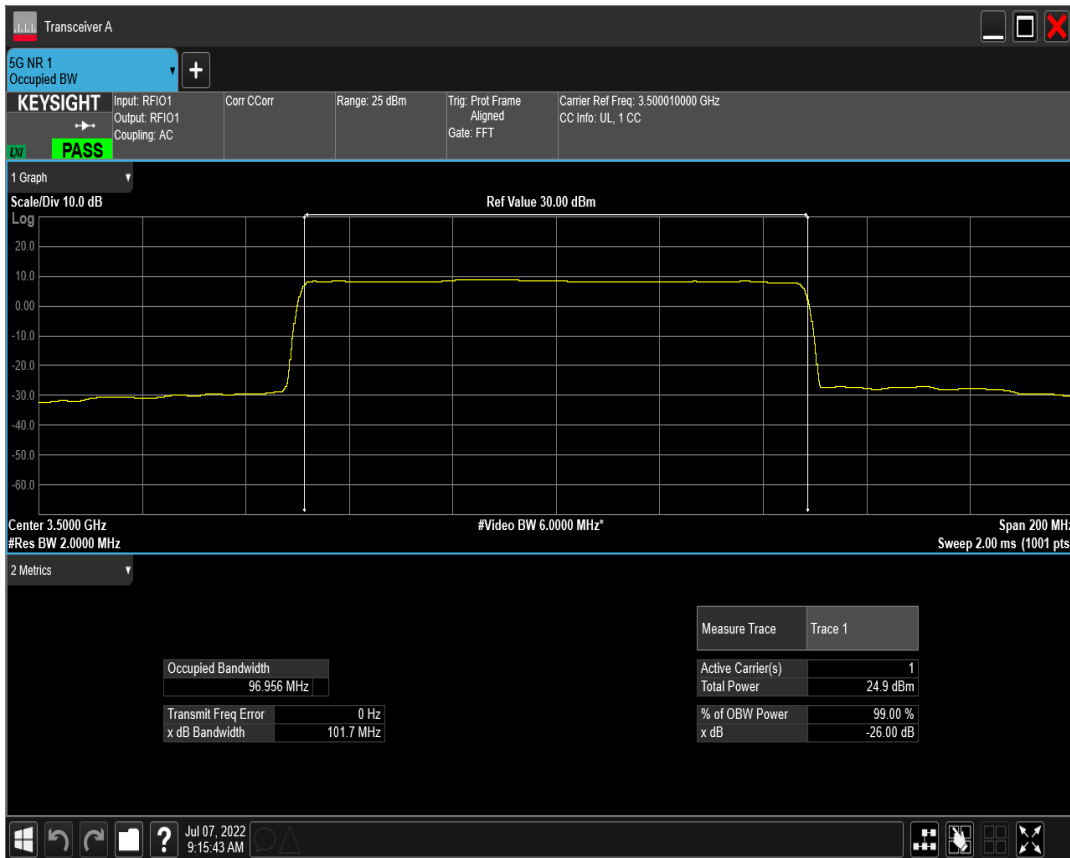 Transceiver A
5G NR 1
Occupied BW
KEYSIGHT
LXI
PASS
Input: RFIO1
Output: RFIO1
Coupling: AC
Corr CCorr
Range: 25 dBm
Trig: Prot Frame
Aligned
Gate: FFT
Carrier Ref Freq: 3.500010000 GHz
CC Info: UL, 1 CC
1 Graph
Scale/Div 10.0 dB
Ref Value 30.00 dBm
Log
20.0
10.0
0.00
-10.0
-20.0
-30.0
-40.0
-50.0
-60.0
Center 3.5000 GHz
#Video BW 6.0000 MHz*
Span 200 MHz
#Res BW 2.0000 MHz
Sweep 2.00 ms (1001 pts
2 Metrics
Measure Trace Trace 1
Occupied Bandwidth
96.956 MHz
Active Carrier(s) 1
Total Power 24.9 dBm
Transmit Freq Error 0 Hz
x dB Bandwidth 101.7 MHz
% of OBW Power 99.00 %
x dB -26.00 dB
?
Jul 07, 2022
9:15:43 AM